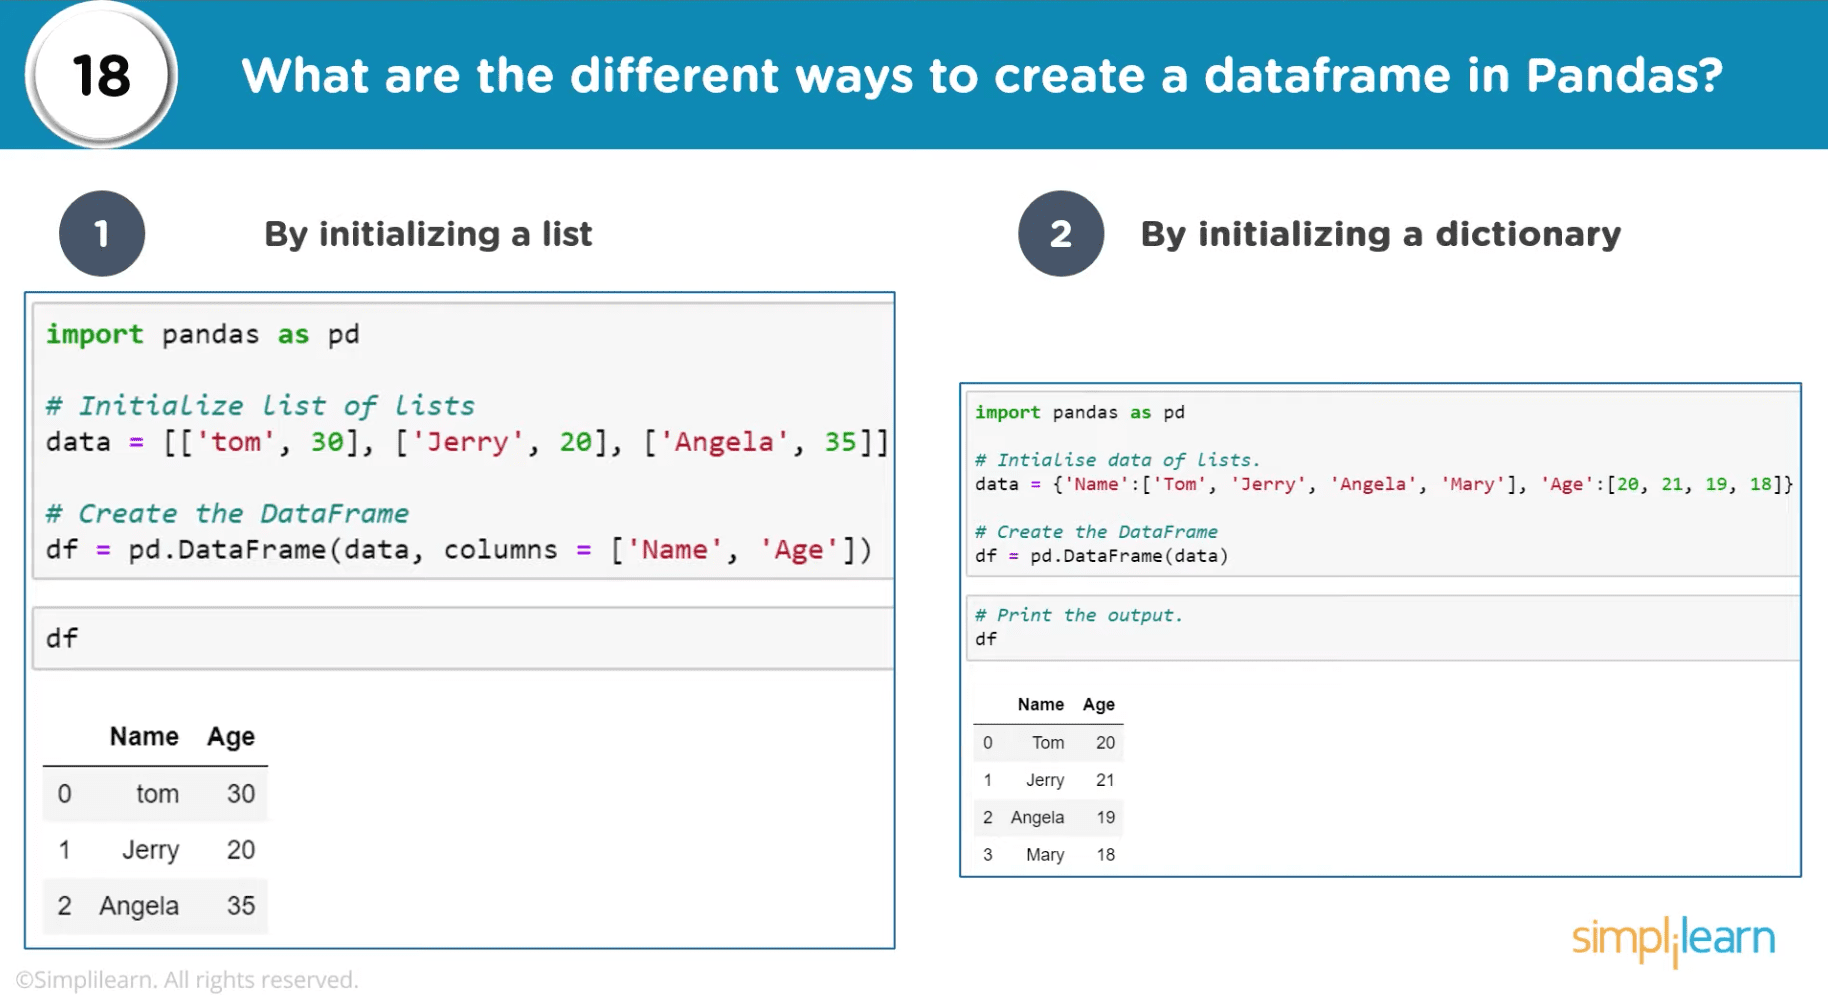 18
What are the different ways to create a dataframe in Pandas?
1
By initializing a list
import pandas as pd
# Initialize list of lists
data = [['tom', 30], ['Jerry', 20], ['Angela', 35]]
# Create the DataFrame
df = pd.DataFrame(data, columns = ['Name', 'Age'])
df
Name Age
0 tom 30
1 Jerry 20
2 Angela 35
2
By initializing a dictionary
import pandas as pd
# Intialise data of lists.
data = {'Name':['Tom', 'Jerry', 'Angela', 'Mary'], 'Age':[20, 21, 19, 18]}
# Create the DataFrame
df = pd.DataFrame(data)
# Print the output.
df
Name Age
0 Tom 20
1 Jerry 21
2 Angela 19
3 Mary 18
simplilearn
©Simplilearn. All rights reserved.